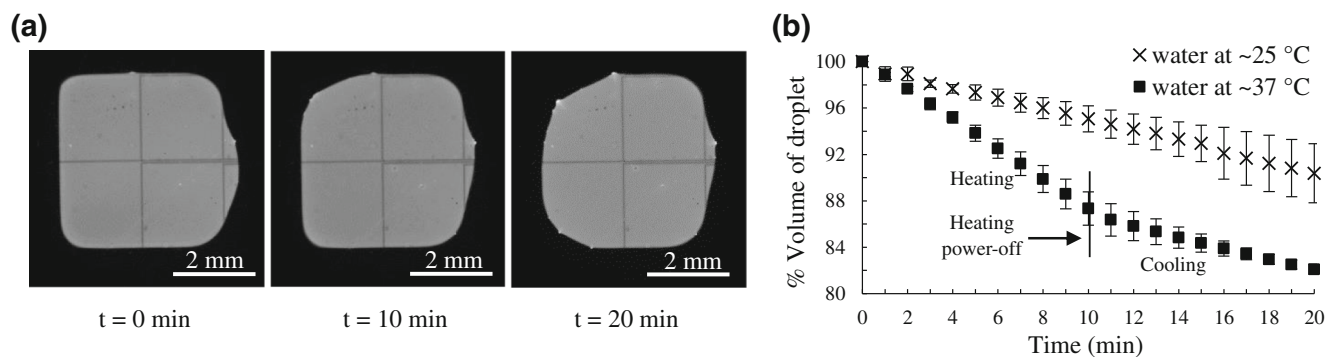 (a)
2 mm
2 mm
2 mm
t = 0 min
t = 10 min
t = 20 min
(b)
% Volume of droplet
100
96
92
88
84
80
× water at ~25 °C
■ water at ~37 °C
Heating
Heating
power-off
Cooling
0 2 4 6 8 10 12 14 16 18 20
Time (min)